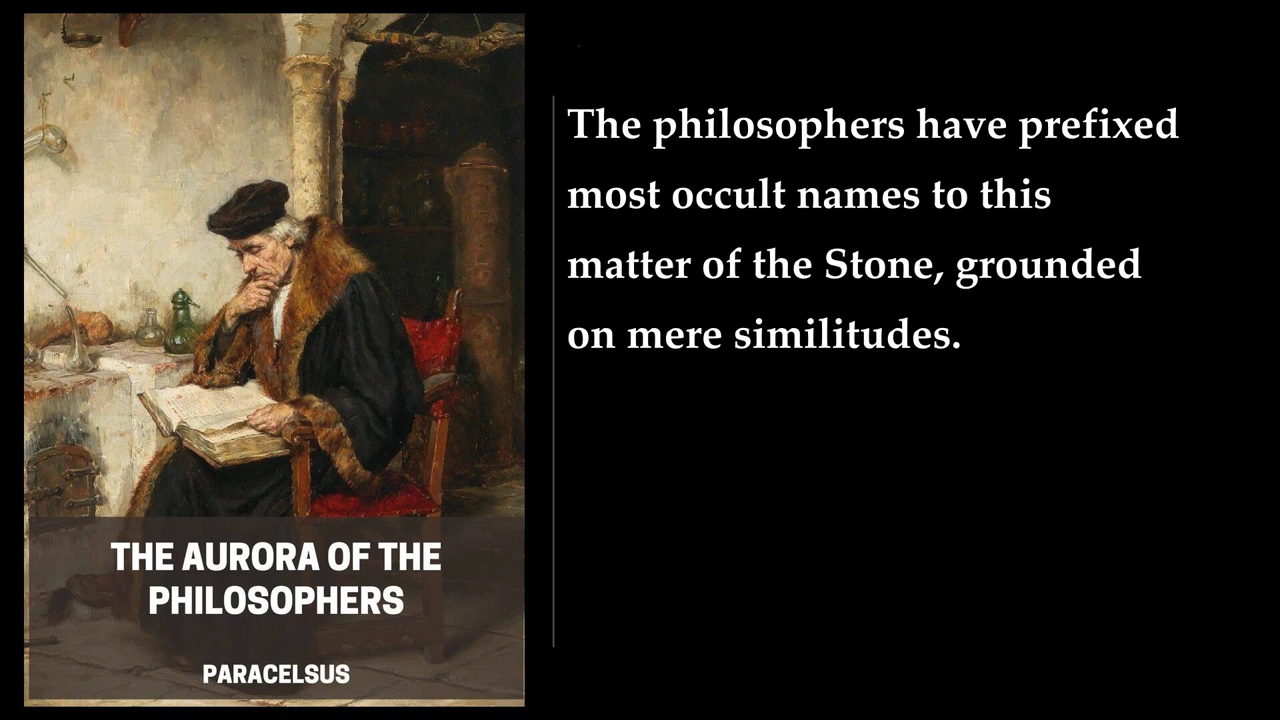 The philosophers have prefixed
most occult names to this
matter of the Stone, grounded
on mere similitudes.
THE AURORA OF THE
PHILOSOPHERS
PARACELSUS